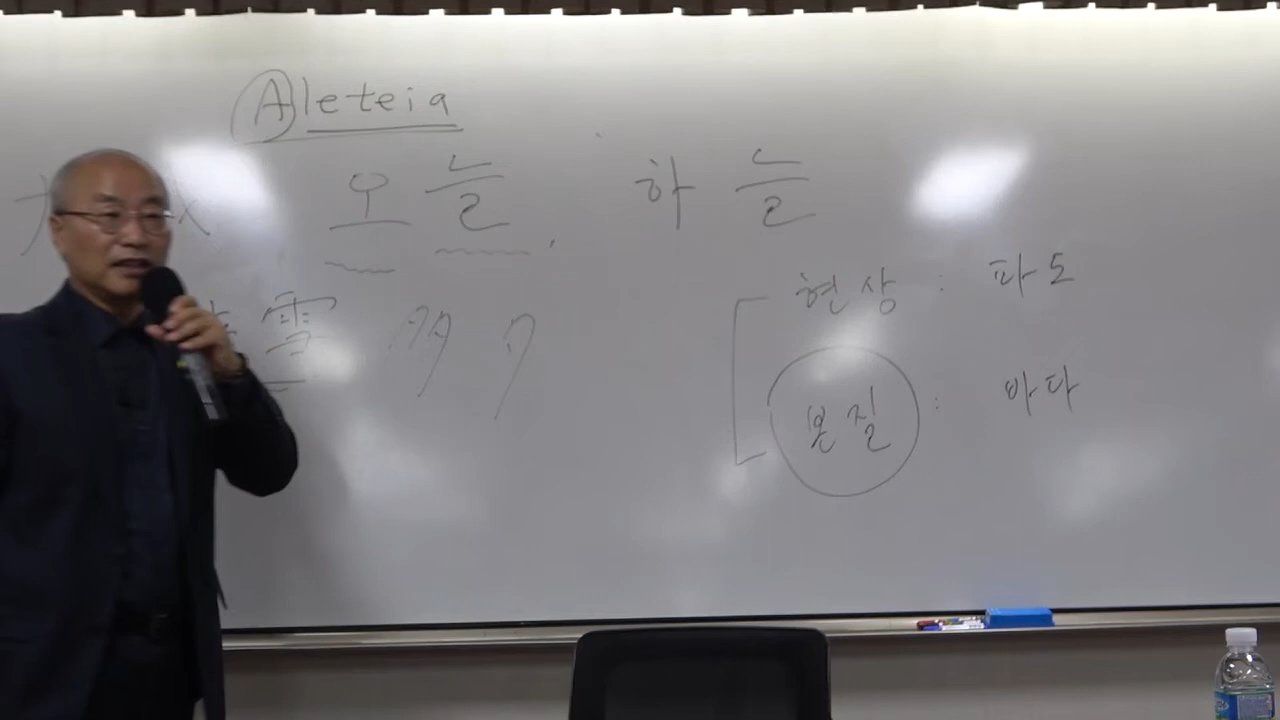 Aleteia
오늘, 하늘
현상 : 파도
본질 : 바다